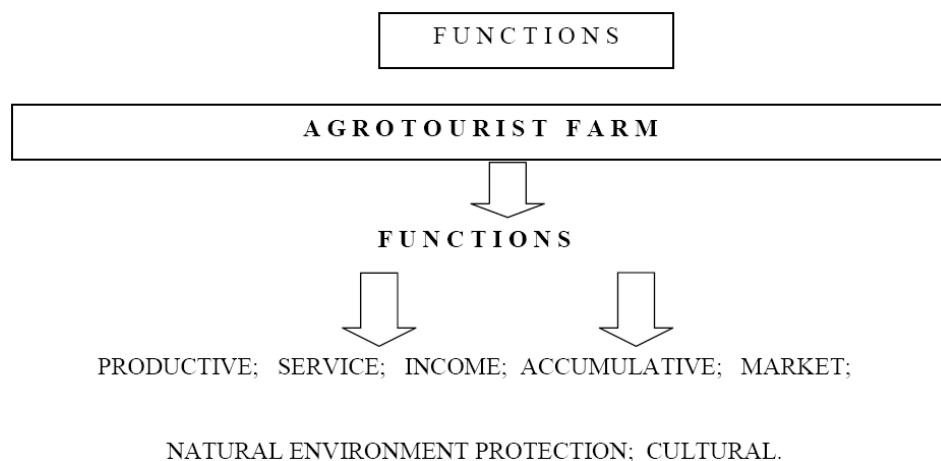 FUNCTIONS
AGROTOURIST FARM
FUNCTIONS
PRODUCTIVE; SERVICE; INCOME; ACCUMULATIVE; MARKET;
NATURAL ENVIRONMENT PROTECTION; CULTURAL.